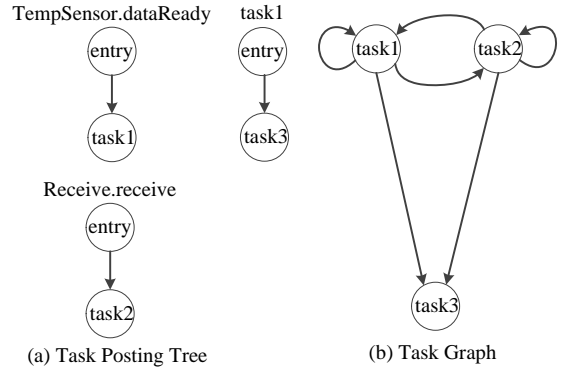 TempSensor.dataReady
entry
task1
task1
entry
task3
Receive.receive
entry
task2
(a) Task Posting Tree
task1
task2
task3
(b) Task Graph